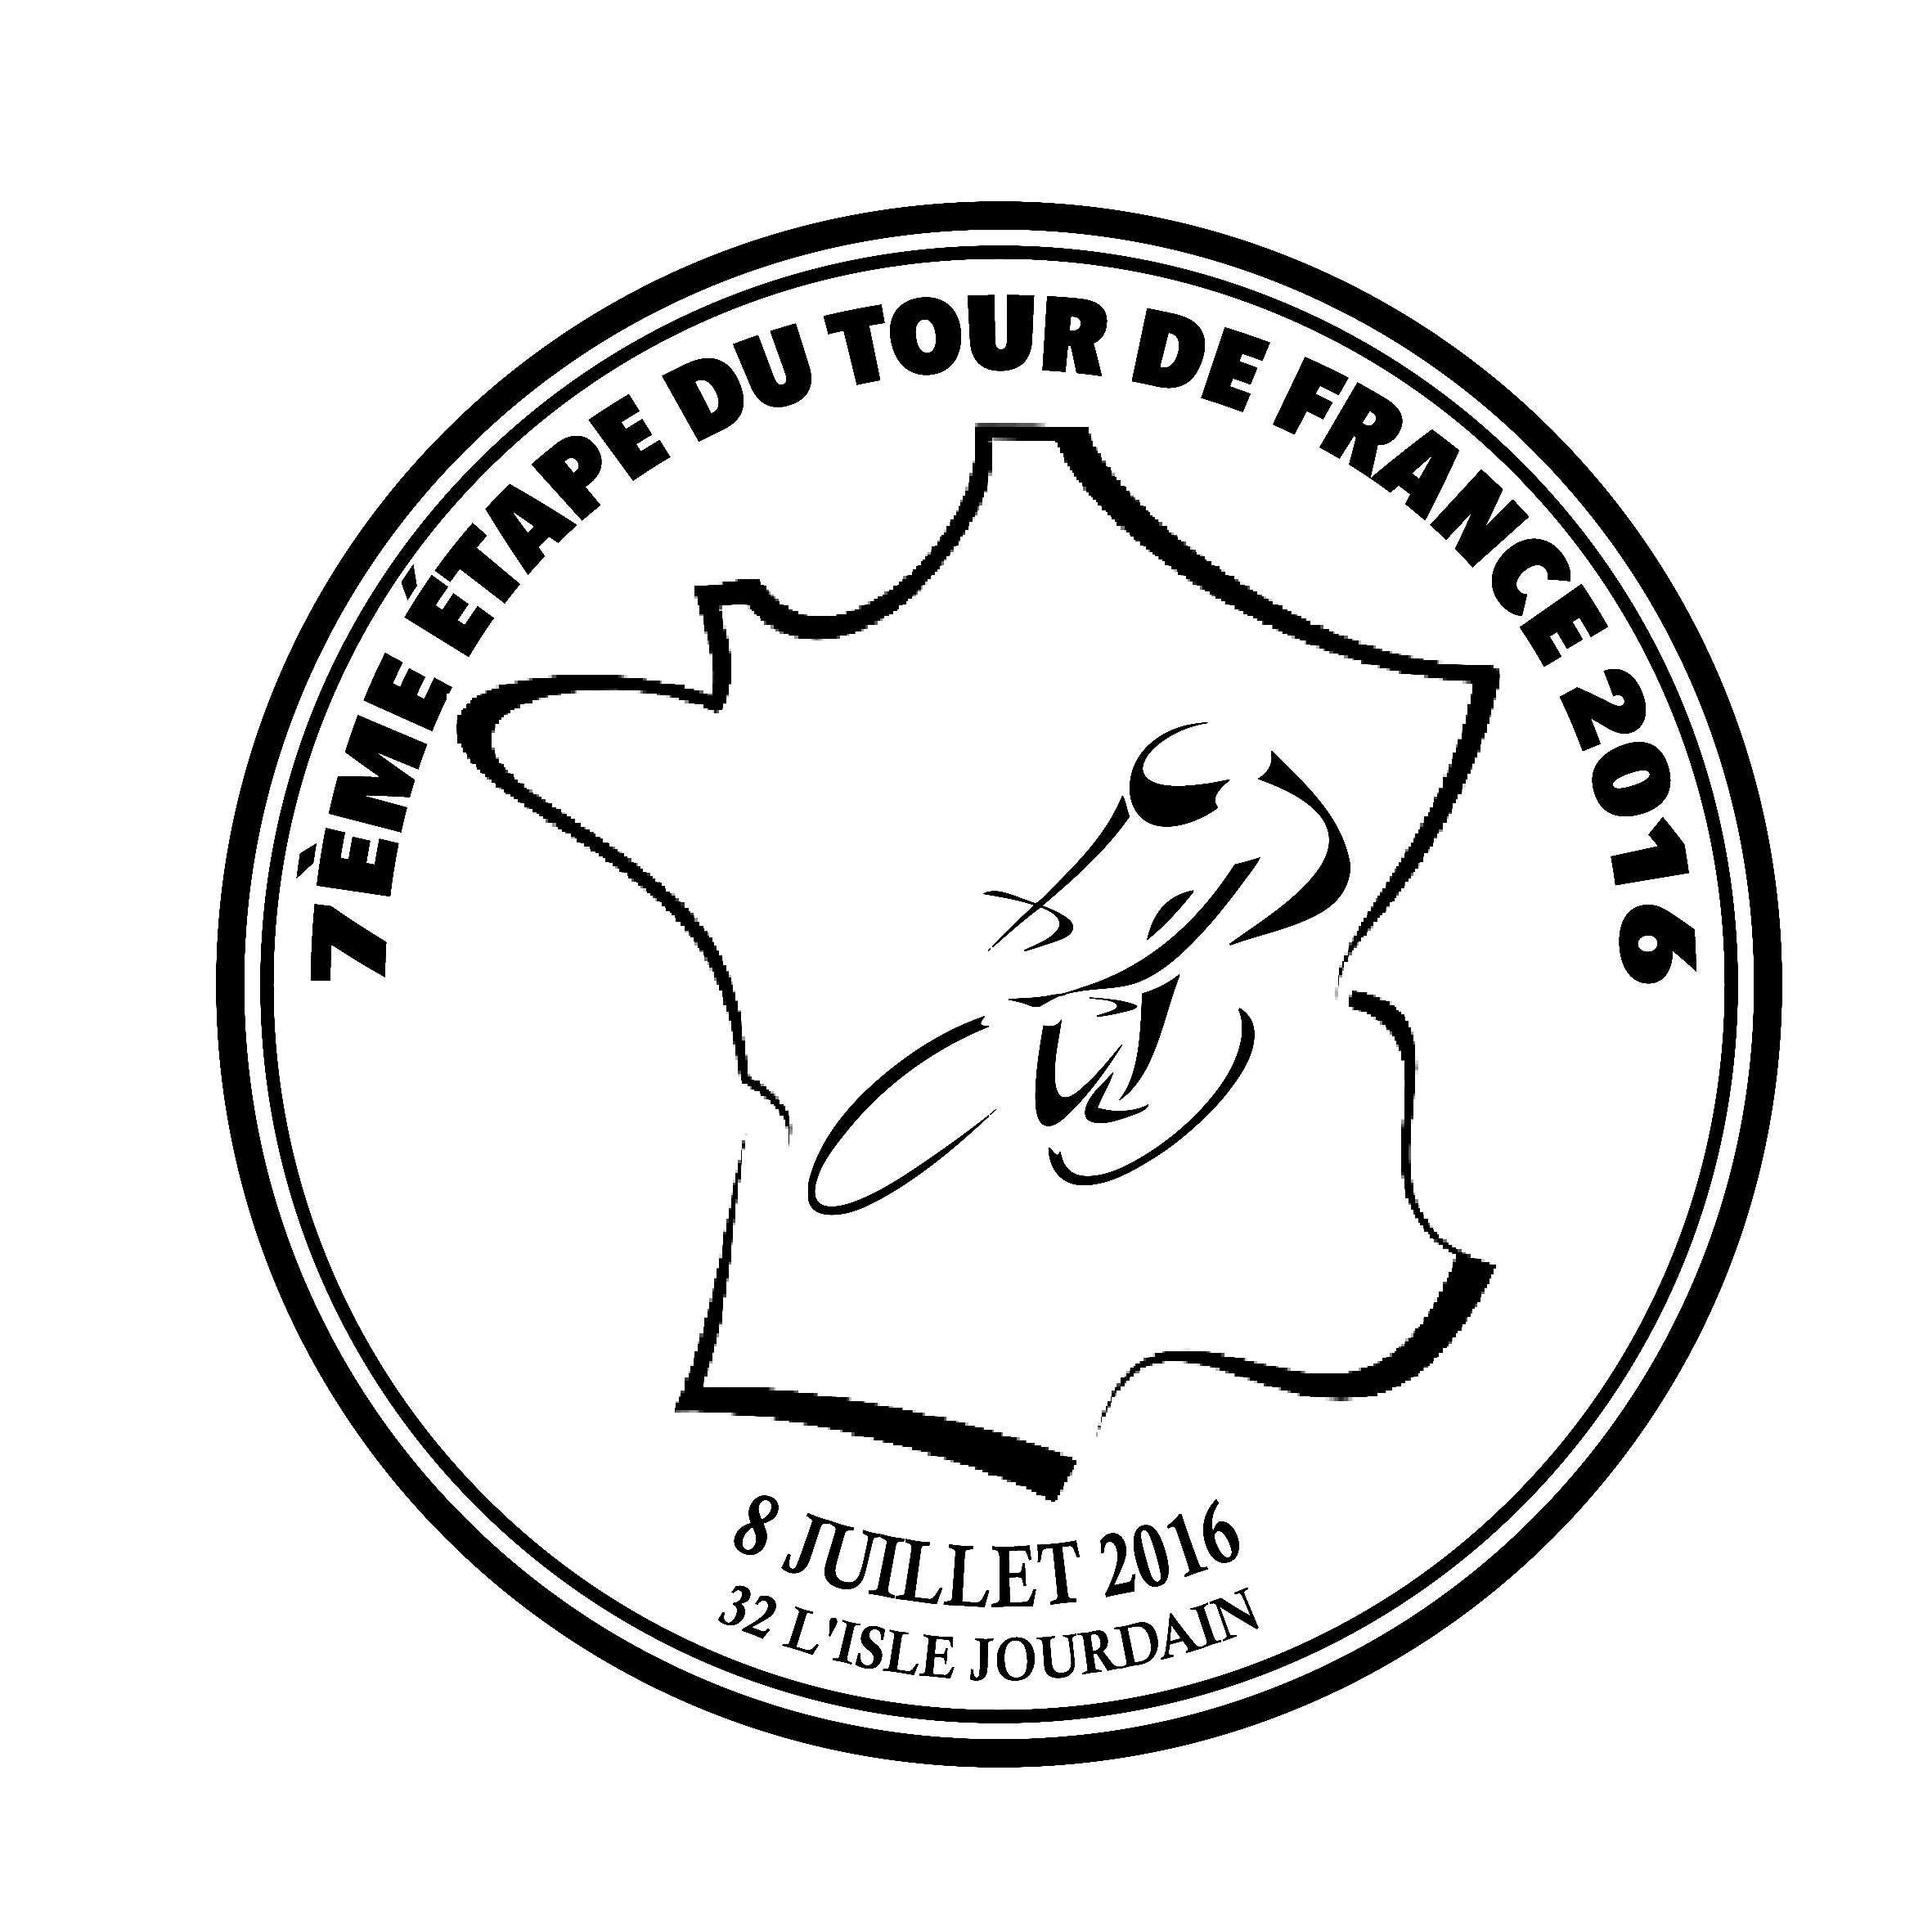 7ÈME ÉTAPE DU TOUR DE FRANCE 2016
8 JUILLET 2016
32 L'ISLE JOURDAIN